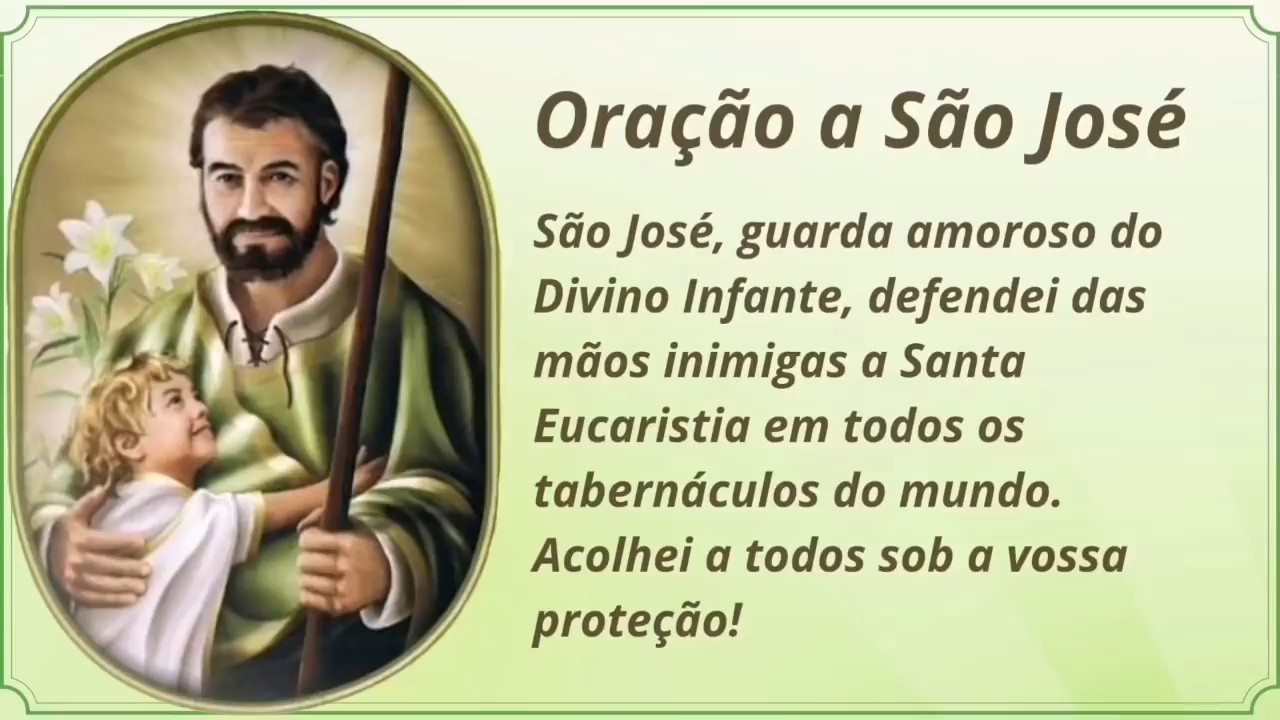 Oração a São José
São José, guarda amoroso do
Divino Infante, defendei das
mãos inimigas a Santa
Eucaristia em todos os
tabernáculos do mundo.
Acolhei a todos sob a vossa
proteção!